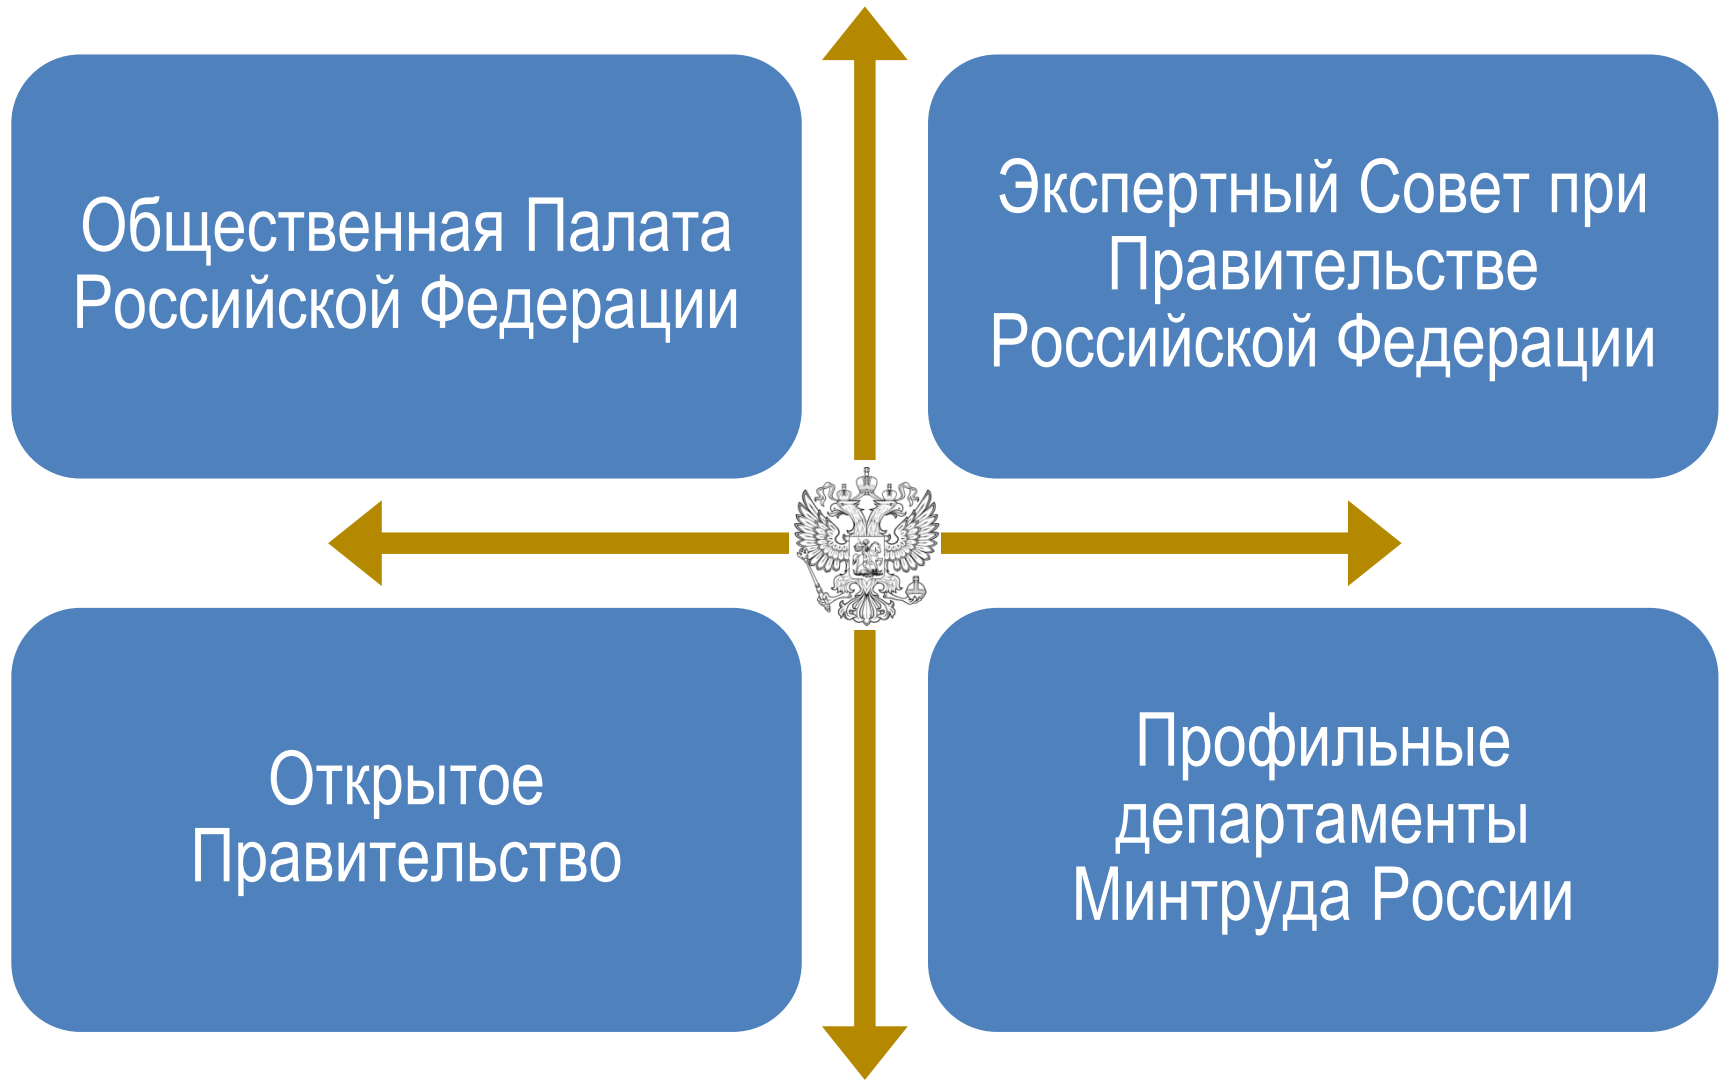 Общественная Палата
Российской Федерации
Экспертный Совет при
Правительстве
Российской Федерации
Открытое
Правительство
Профильные
департаменты
Минтруда России